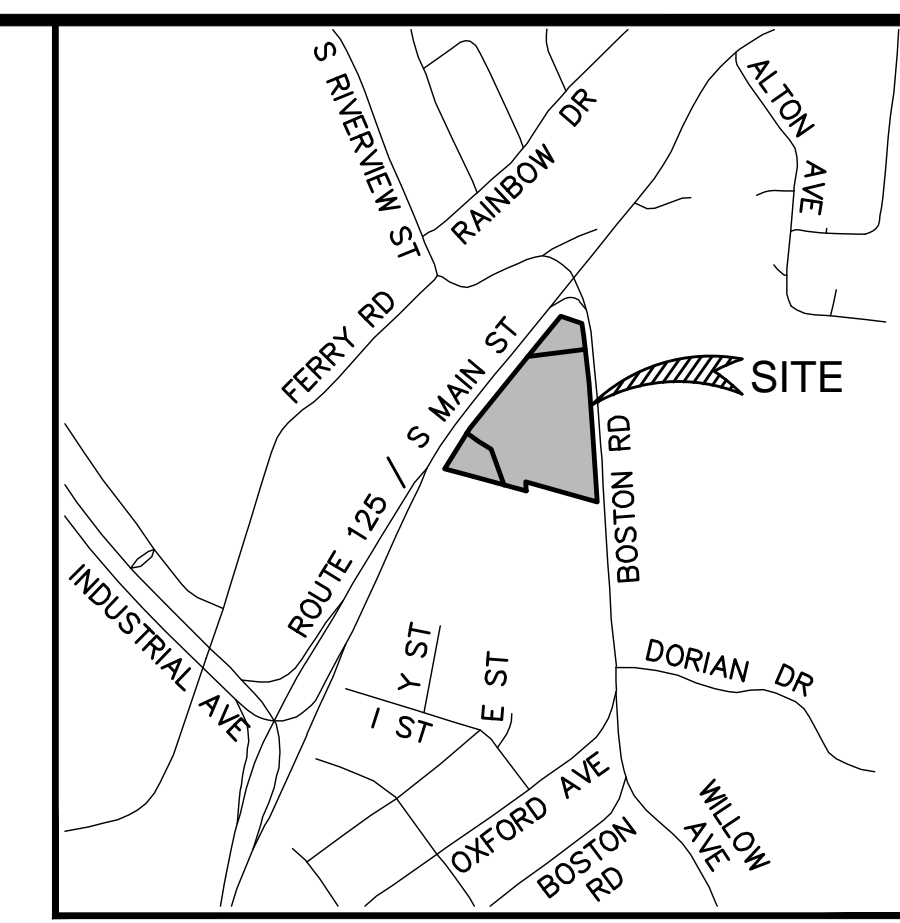 S RIVERVIEW ST
RAINBOW DR
ALTON AVE
FERRY RD
ROUTE 125 / S MAIN ST
SITE
BOSTON RD
INDUSTRIAL AVE
Y ST
E ST
I ST
DORIAN DR
OXFORD AVE
BOSTON
RD
WILLOW
AVE